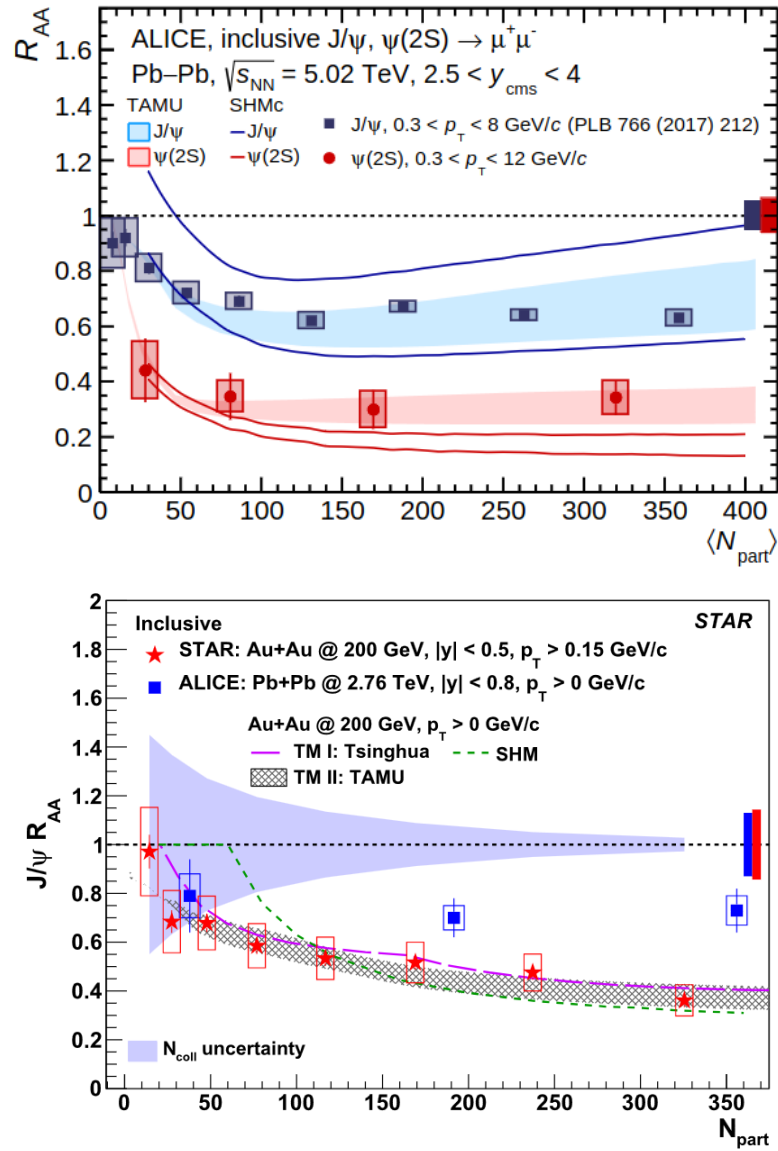 R_AA
ALICE, inclusive J/ψ, ψ(2S) → μ⁺μ⁻
Pb–Pb, √s_NN = 5.02 TeV, 2.5 < y_cms < 4
TAMU SHMc
J/ψ J/ψ J/ψ, 0.3 < p_T < 8 GeV/c (PLB 766 (2017) 212)
ψ(2S) ψ(2S) ψ(2S), 0.3 < p_T < 12 GeV/c
1.6
1.4
1.2
1
0.8
0.6
0.4
0.2
0
0 50 100 150 200 250 300 350 400
⟨N_part⟩
2
1.8
1.6
1.4
1.2
1
0.8
0.6
0.4
0.2
0
J/ψ R_AA
Inclusive STAR
STAR: Au+Au @ 200 GeV, |y| < 0.5, p_T > 0.15 GeV/c
ALICE: Pb+Pb @ 2.76 TeV, |y| < 0.8, p_T > 0 GeV/c
Au+Au @ 200 GeV, p_T > 0 GeV/c
TM I: Tsinghua SHM
TM II: TAMU
N_coll uncertainty
0 50 100 150 200 250 300 350
N_part